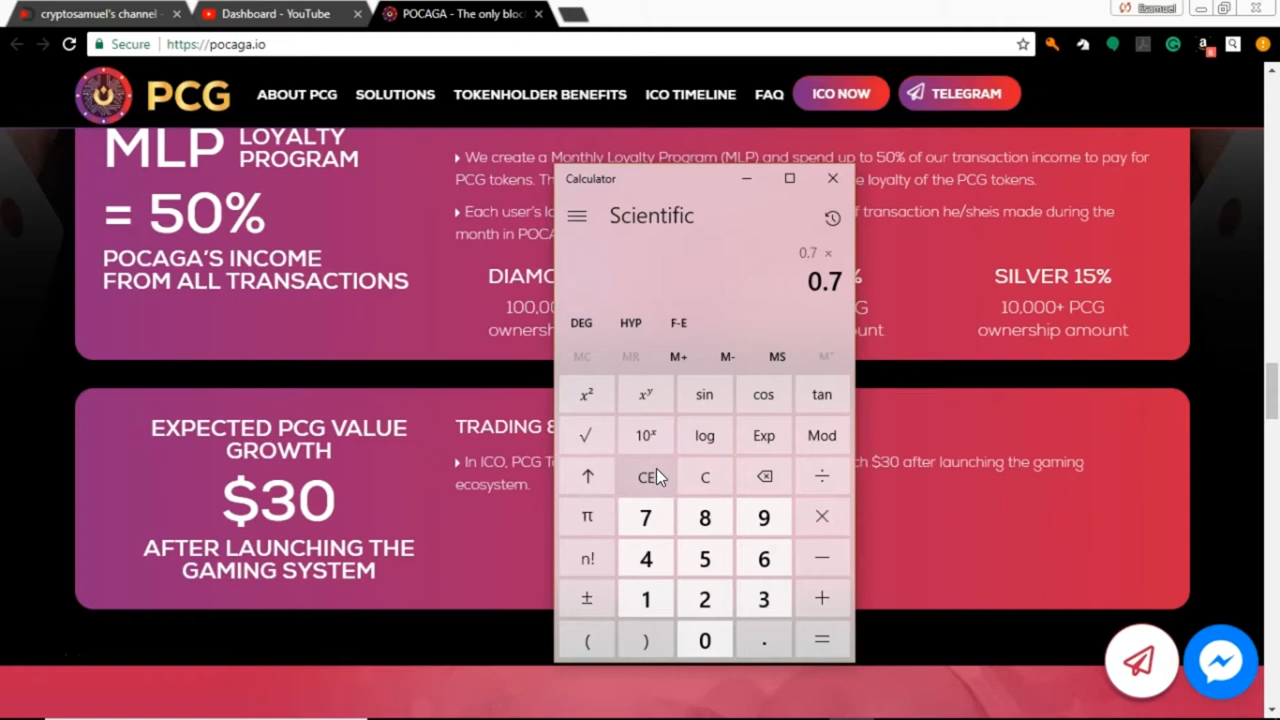 cryptosamuel's channel
Dashboard - YouTube
POCAGA - The only bloc
Esamuel
Secure
https://pocaga.io
PCG
ABOUT PCG
SOLUTIONS
TOKENHOLDER BENEFITS
ICO TIMELINE
FAQ
ICO NOW
TELEGRAM
MLP LOYALTY
PROGRAM
= 50%
POCAGA'S INCOME
FROM ALL TRANSACTIONS
We create a Monthly Loyalty Program (MLP) and spend up to 50% of our transaction income to pay for
PCG tokens. e loyalty of the PCG tokens.
Each user's f transaction he/sheis made during the
month in
SILVER 15%
10,000+ PCG
ownership amount
Calculator
Scientific
0.7 ×
0.7
DEG HYP F-E
MC MR M+ M- MS M˅
x² xʸ sin cos tan
√ 10ˣ log Exp Mod
↑ CE C ⌫ ÷
π 7 8 9 ×
n! 4 5 6 −
± 1 2 3 +
( ) 0 . =
EXPECTED PCG VALUE
GROWTH
$30
AFTER LAUNCHING THE
GAMING SYSTEM
TRADING
In ICO, PCG $30 after launching the gaming
ecosystem.